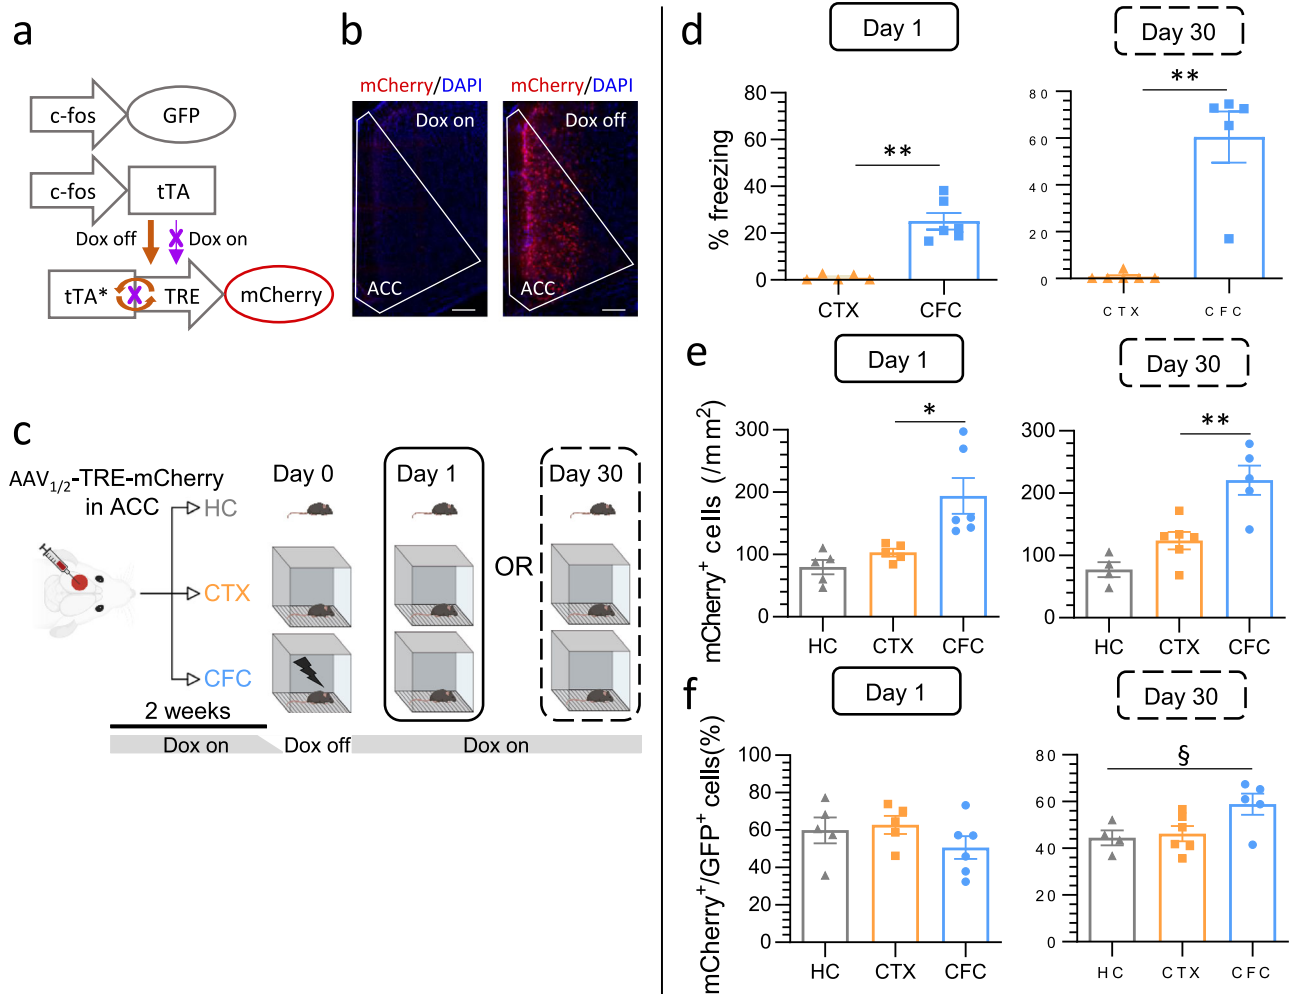 a
c-fos
GFP
c-fos
tTA
Dox off
Dox on
tTA*
TRE
mCherry
b
mCherry/DAPI
mCherry/DAPI
Dox on
Dox off
ACC
ACC
c
AAV1/2-TRE-mCherry
in ACC
HC
CTX
CFC
Day 0
Day 1
OR
Day 30
2 weeks
Dox on
Dox off
Dox on
d
Day 1
% freezing
80
60
40
20
0
**
CTX
CFC
Day 30
80
60
40
20
0
**
CTX
CFC
e
Day 1
mCherry+ cells (/mm2)
300
200
100
0
*
HC
CTX
CFC
Day 30
300
200
100
0
**
HC
CTX
CFC
f
Day 1
mCherry+/GFP+ cells(%)
100
80
60
40
20
0
HC
CTX
CFC
Day 30
80
60
40
20
0
§
HC
CTX
CFC